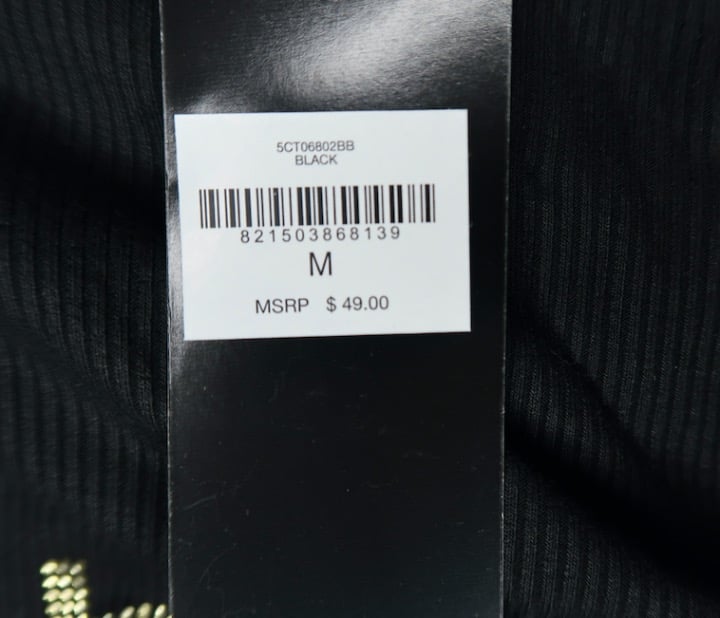 5CT06802BB
BLACK
821503868139
M
MSRP $ 49.00